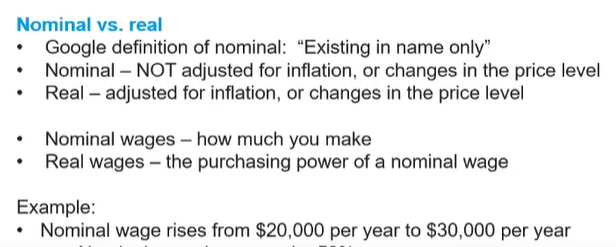 Nominal vs. real
• Google definition of nominal: “Existing in name only”
• Nominal – NOT adjusted for inflation, or changes in the price level
• Real – adjusted for inflation, or changes in the price level
• Nominal wages – how much you make
• Real wages – the purchasing power of a nominal wage
Example:
• Nominal wage rises from $20,000 per year to $30,000 per year